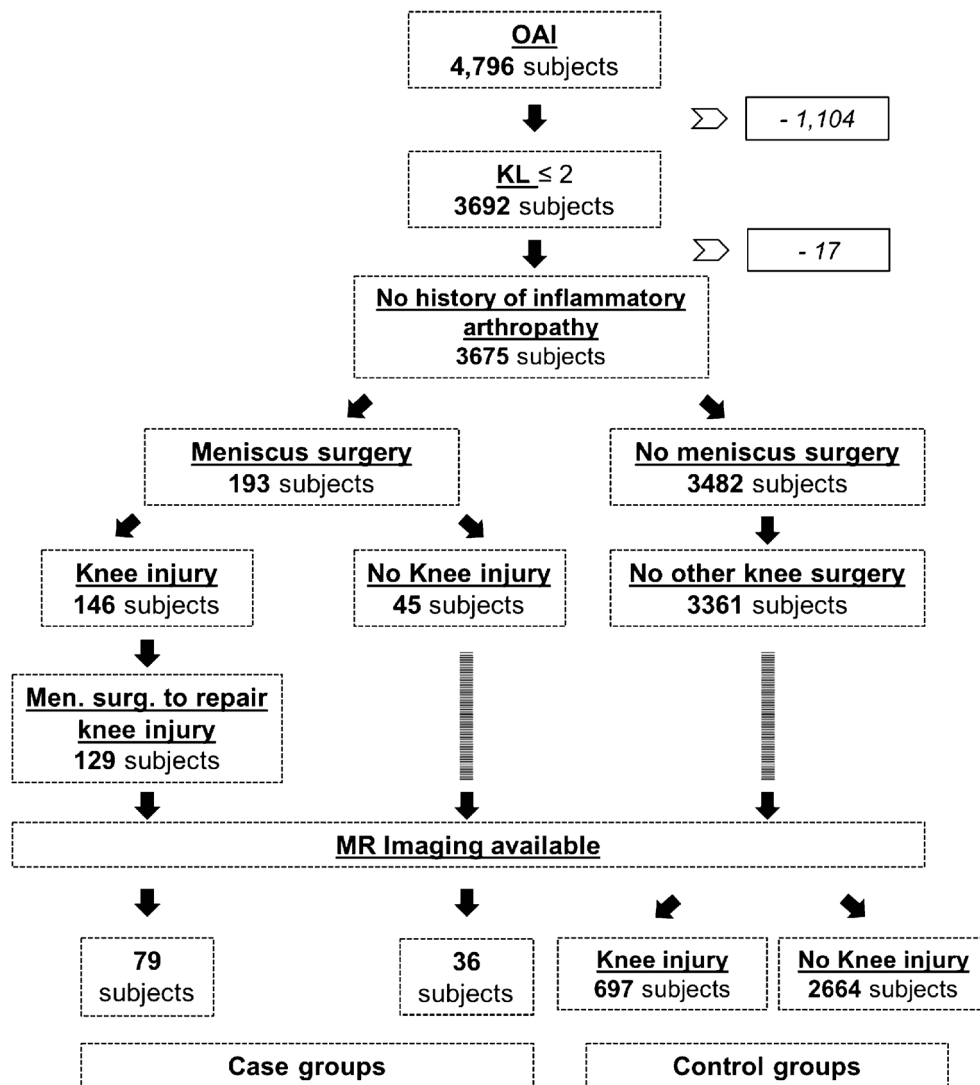 OAI
4,796 subjects
- 1,104
KL ≤ 2
3692 subjects
- 17
No history of inflammatory
arthropathy
3675 subjects
Meniscus surgery
193 subjects
No meniscus surgery
3482 subjects
Knee injury
146 subjects
No Knee injury
45 subjects
No other knee surgery
3361 subjects
Men. surg. to repair
knee injury
129 subjects
MR Imaging available
79
subjects
36
subjects
Knee injury
697 subjects
No Knee injury
2664 subjects
Case groups
Control groups